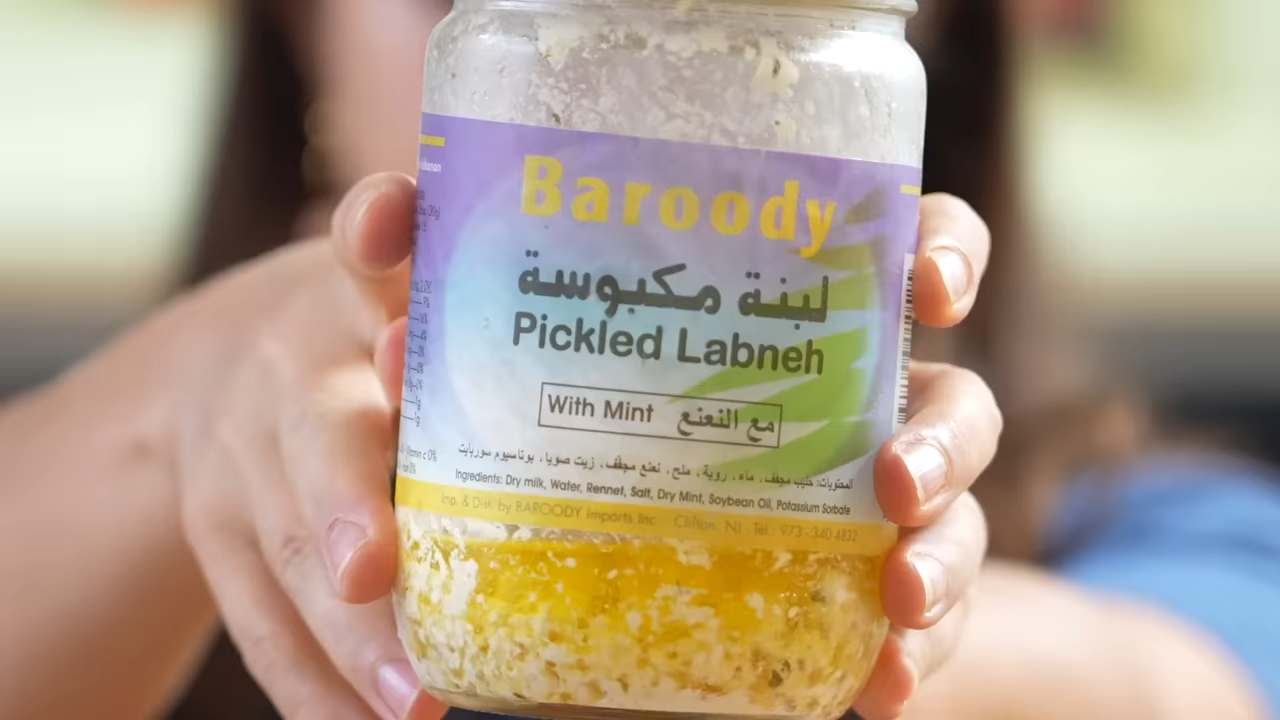 Baroody
لبنة مكبوسة
Pickled Labneh
With Mint مع النعنع
المحتويات: حليب مجفف، ماء، روبة، ملح، نعنع مجفف، زيت صويا، بوتاسيوم سوربايت
Ingredients: Dry milk, Water, Rennet, Salt, Dry Mint, Soybean Oil, Potassium Sorbate
Imp. & Dist. by BAROODY Imports Inc. Clifton, NJ - Tel.: 973-340 4832